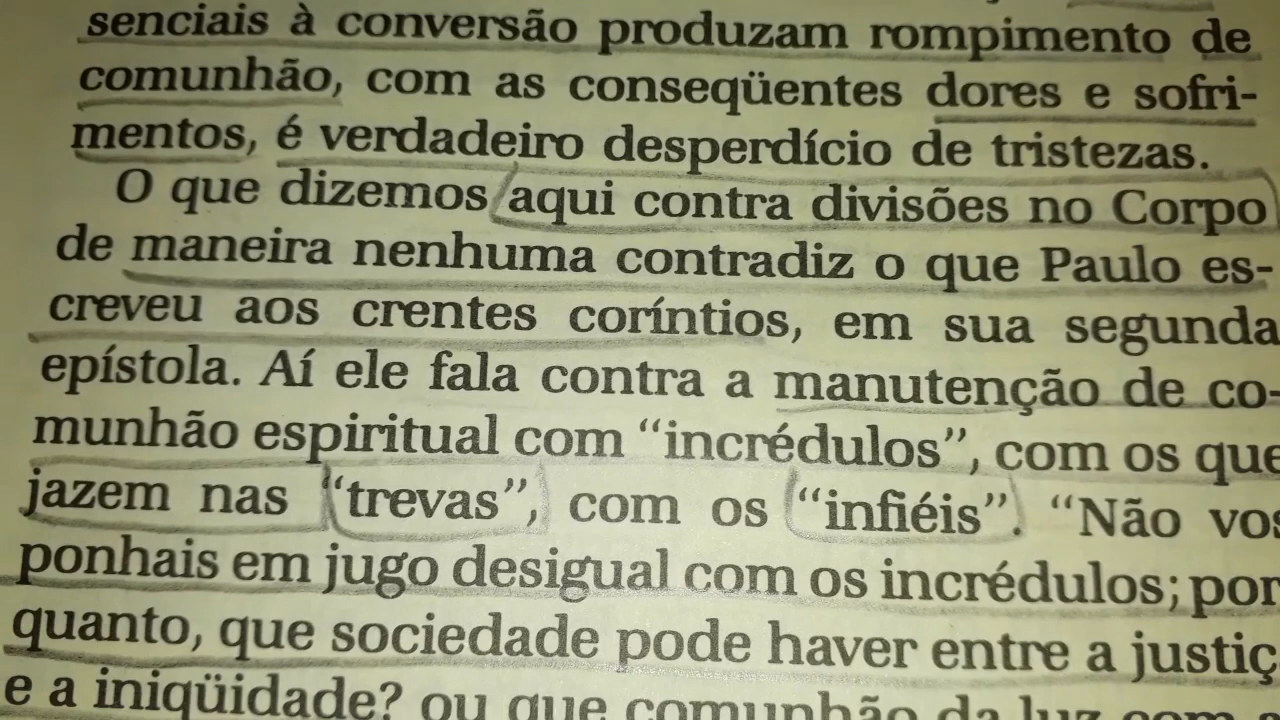 senciais à conversão produzam rompimento de
comunhão, com as conseqüentes dores e sofri-
mentos, é verdadeiro desperdício de tristezas.
O que dizemos aqui contra divisões no Corpo
de maneira nenhuma contradiz o que Paulo es-
creveu aos crentes coríntios, em sua segunda
epístola. Aí ele fala contra a manutenção de co-
munhão espiritual com “incrédulos”, com os que
jazem nas “trevas”, com os “infiéis”. “Não vos
ponhais em jugo desigual com os incrédulos; por
quanto, que sociedade pode haver entre a justiç
e a iniqüidade? ou que comunhão da luz com a